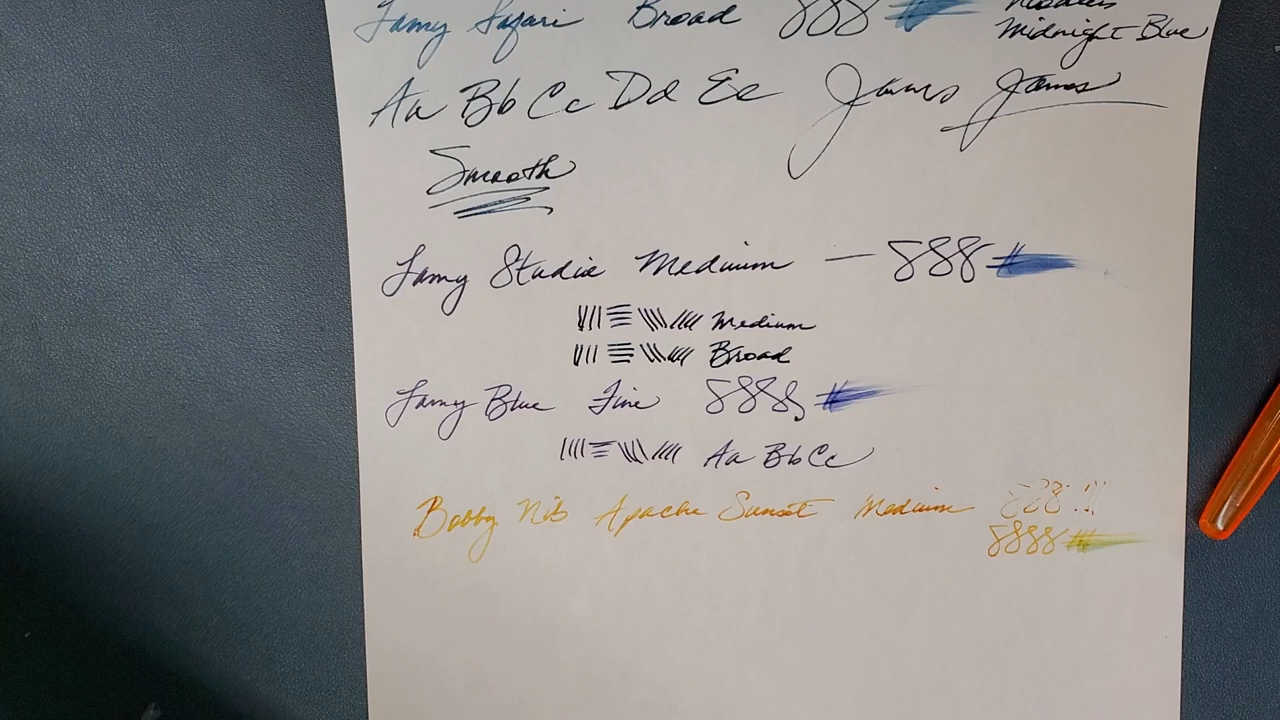 Lamy Safari Broad 888 #
Midnight Blue
Aa Bb Cc Dd Ee James James
Smooth
Lamy Studio Medium — 888 #
Medium
Broad
Lamy Blue Fine 8888 #
Aa Bb Cc
Bobby Nib Apache Sunset Medium 888
8888